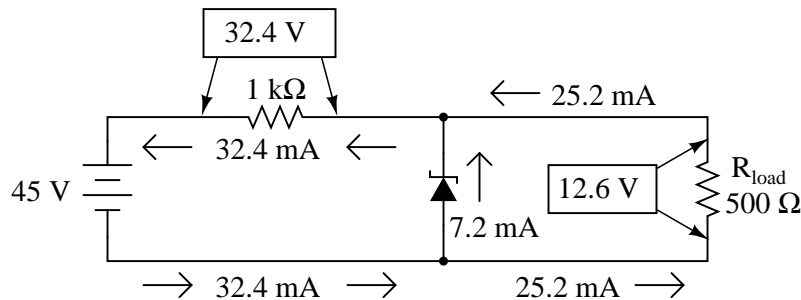 32.4 V
1 kΩ
25.2 mA
32.4 mA
45 V
12.6 V
R_load
500 Ω
7.2 mA
32.4 mA
25.2 mA